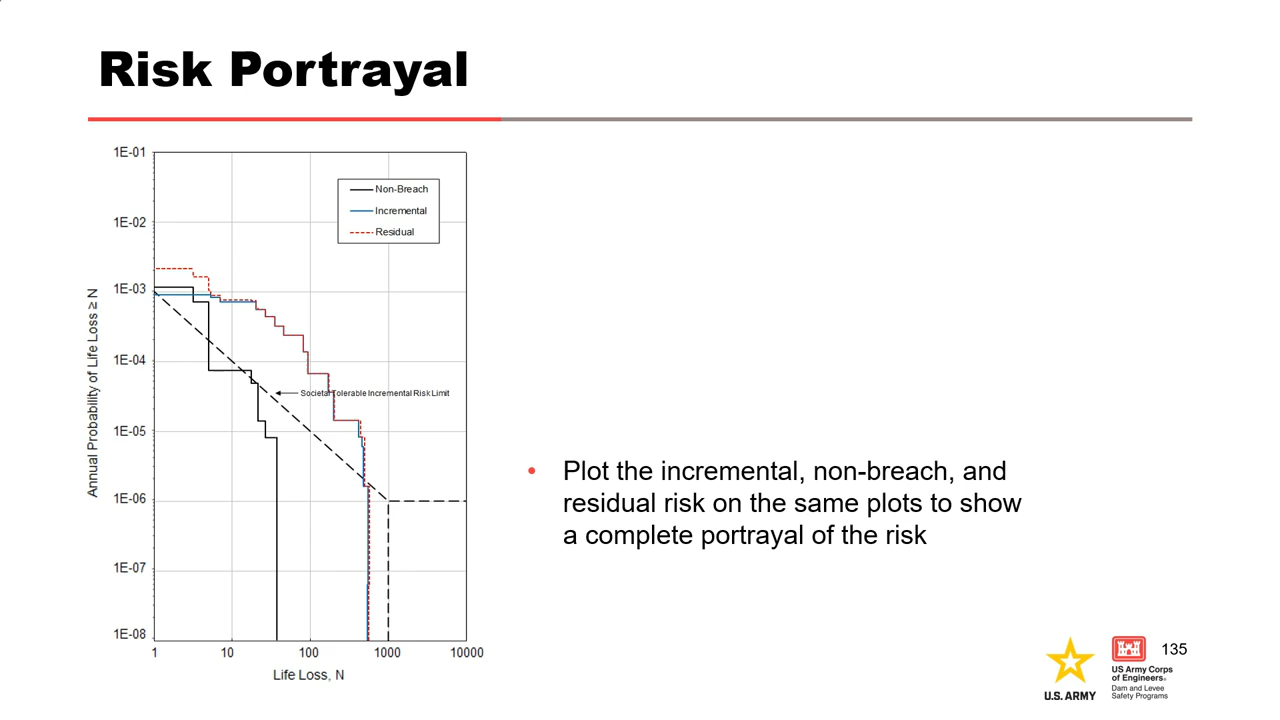 Risk Portrayal
1E-01
1E-02
1E-03
1E-04
1E-05
1E-06
1E-07
1E-08
Annual Probability of Life Loss ≥ N
Non-Breach
Incremental
Residual
Societal Tolerable Incremental Risk Limit
1 10 100 1000 10000
Life Loss, N
• Plot the incremental, non-breach, and
residual risk on the same plots to show
a complete portrayal of the risk
U.S. ARMY
US Army Corps
of Engineers®
Dam and Levee
Safety Programs
135